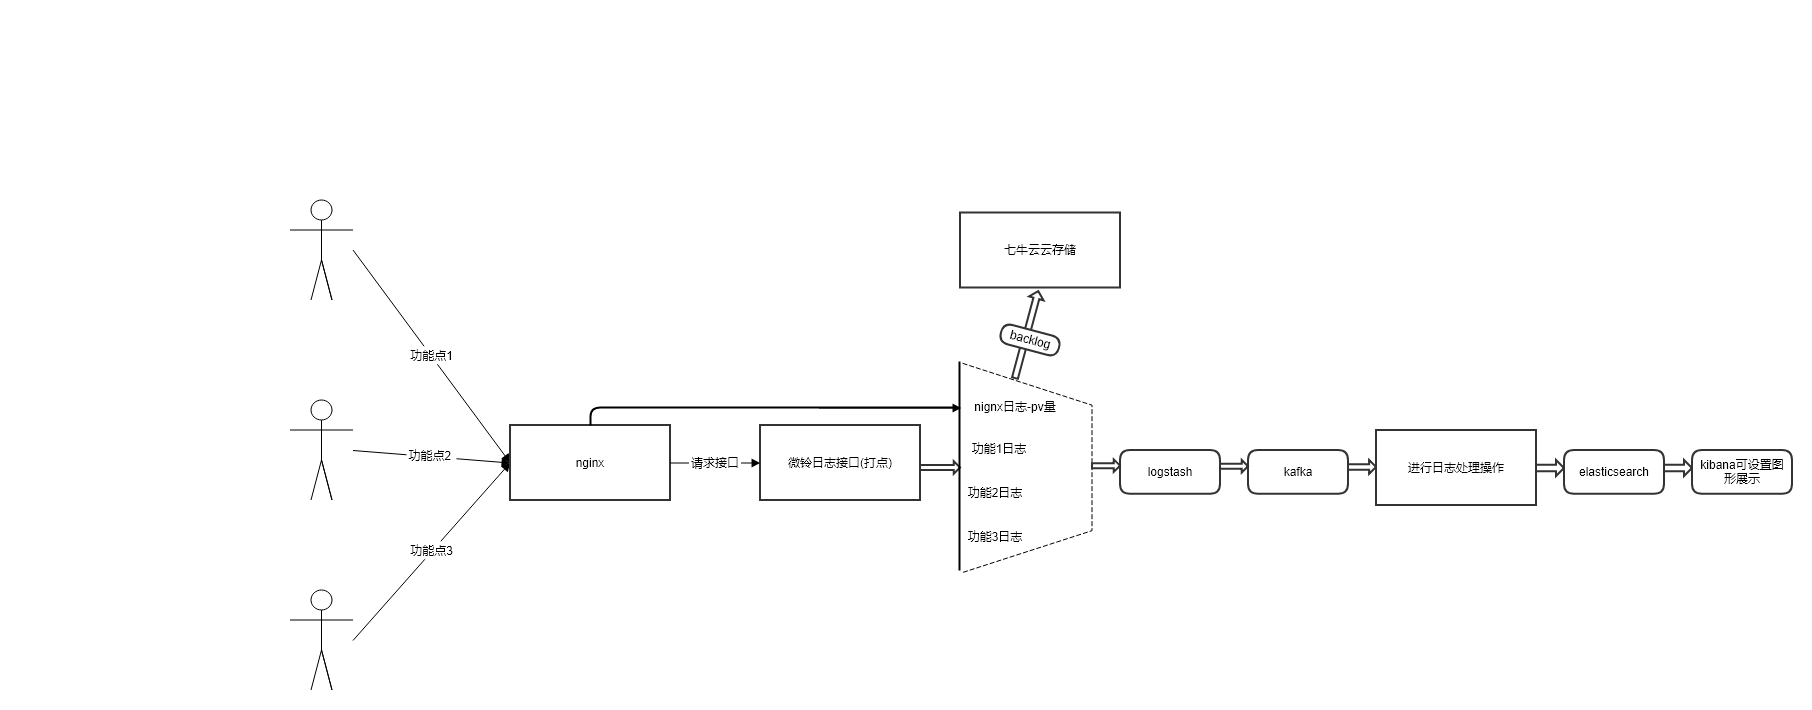 七牛云云存储
backlog
功能点1
功能点2
功能点3
nginx
请求接口
微铃日志接口(打点)
nignx日志-pv量
功能1日志
功能2日志
功能3日志
logstash
kafka
进行日志处理操作
elasticsearch
kibana可设置图
形展示